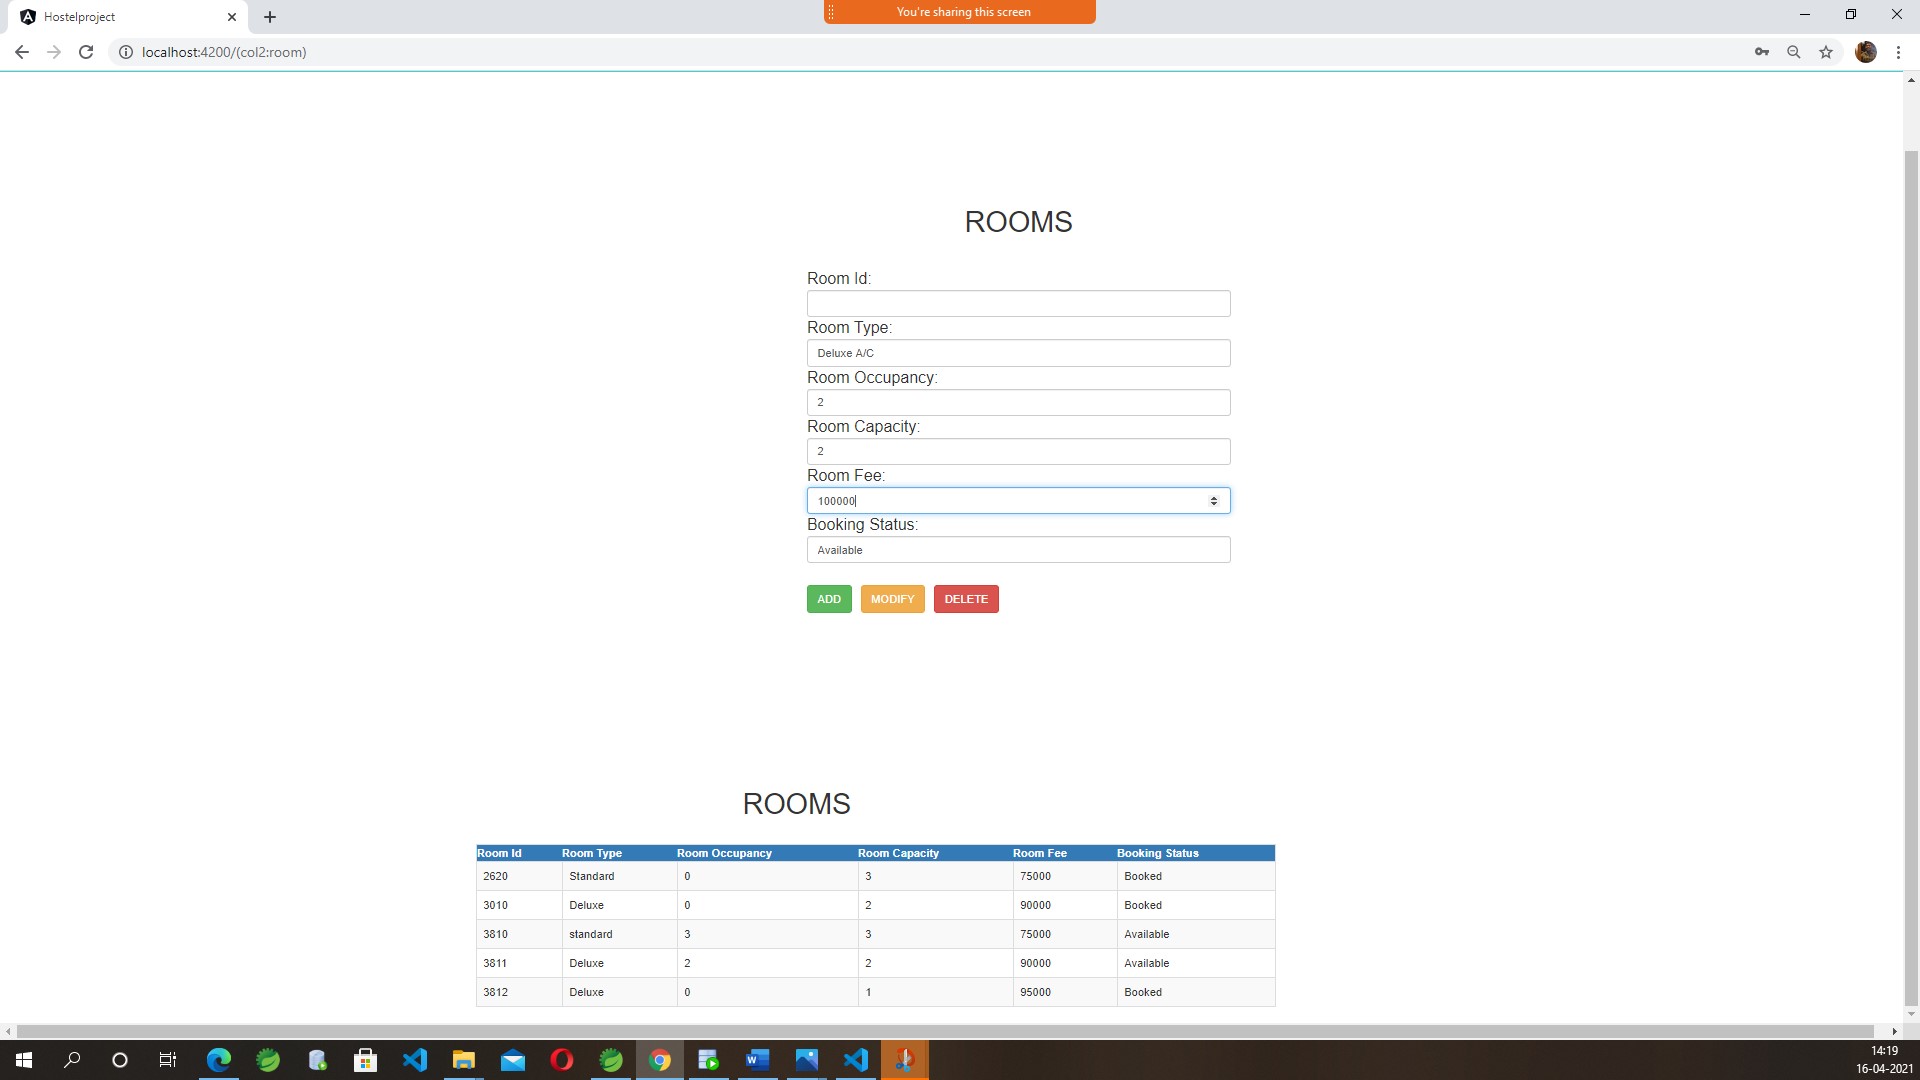 Hostelproject
You're sharing this screen
localhost:4200/(col2:room)
ROOMS
Room Id:
Room Type:
Deluxe A/C
Room Occupancy:
2
Room Capacity:
2
Room Fee:
100000
Booking Status:
Available
ADD MODIFY DELETE
ROOMS
Room Id Room Type Room Occupancy Room Capacity Room Fee Booking Status
2620 Standard 0 3 75000 Booked
3010 Deluxe 0 2 90000 Booked
3810 standard 3 3 75000 Available
3811 Deluxe 2 2 90000 Available
3812 Deluxe 0 1 95000 Booked
14:19
16-04-2021